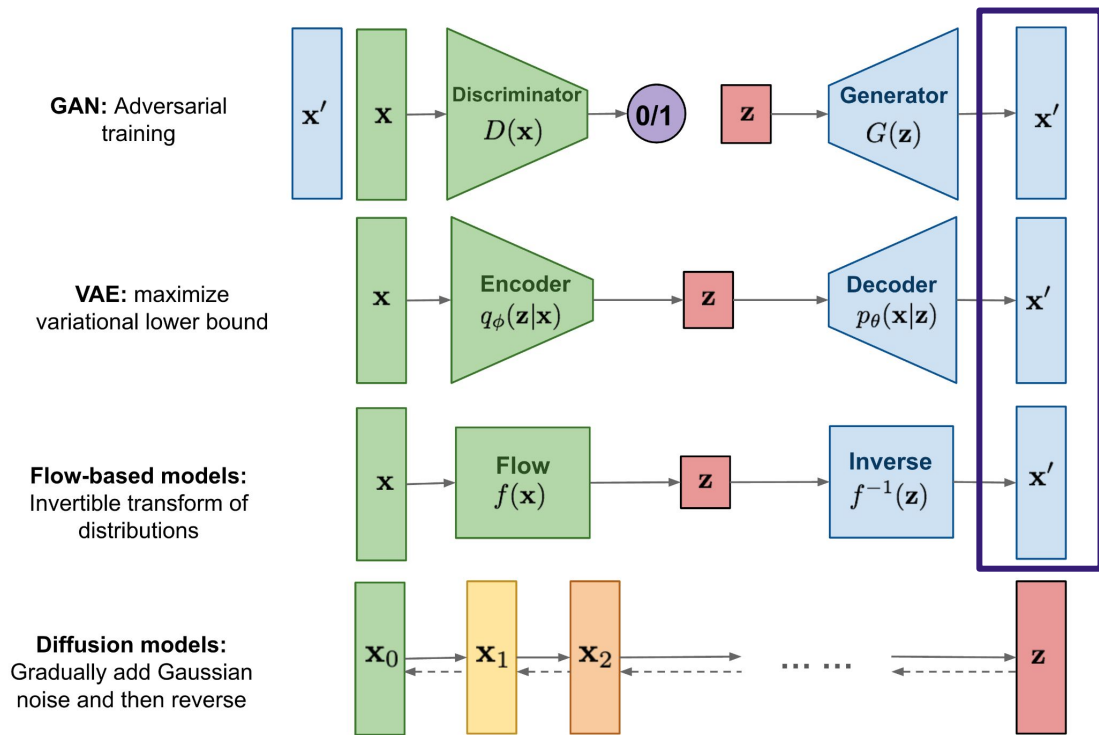 GAN: Adversarial
training
x′
x
Discriminator
D(x)
0/1
z
Generator
G(z)
x′
VAE: maximize
variational lower bound
x
Encoder
qϕ(z|x)
z
Decoder
pθ(x|z)
x′
Flow-based models:
Invertible transform of
distributions
x
Flow
f(x)
z
Inverse
f⁻¹(z)
x′
Diffusion models:
Gradually add Gaussian
noise and then reverse
x₀
x₁
x₂
... ...
z